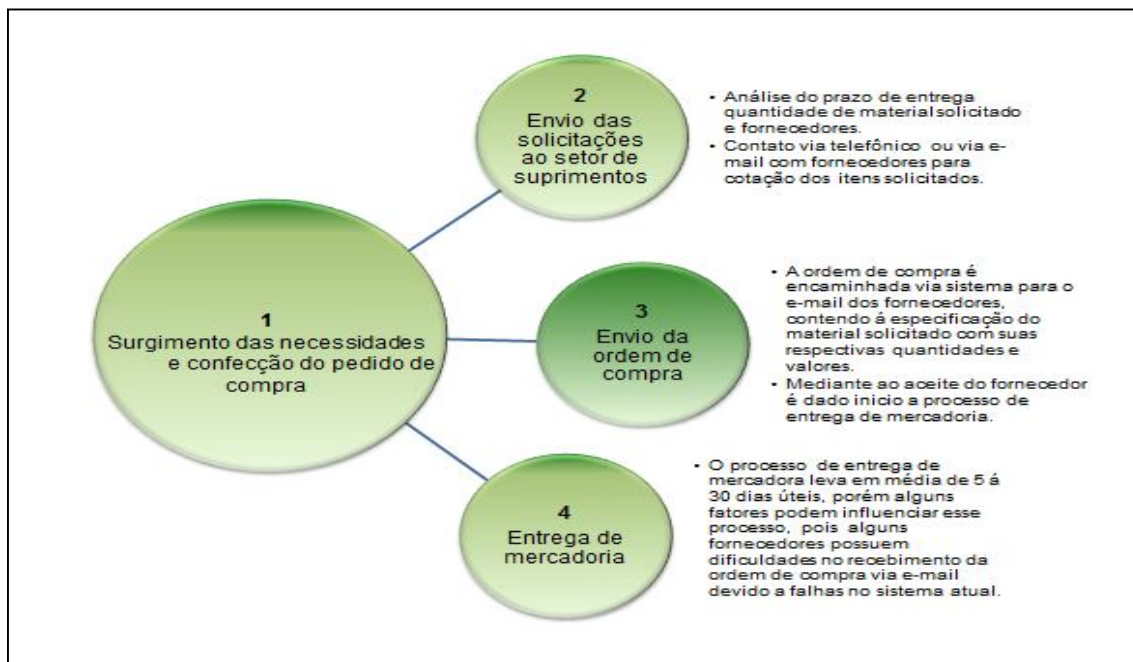 1
Surgimento das necessidades
e confecção do pedido de
compra
2
Envio das
solicitações
ao setor de
suprimentos
• Análise do prazo de entrega
quantidade de material solicitado
e fornecedores.
• Contato via telefônico ou via e-
mail com fornecedores para
cotação dos itens solicitados.
3
Envio da
ordem de
compra
• A ordem de compra é
encaminhada via sistema para o
e-mail dos fornecedores,
contendo á especificação do
material solicitado com suas
respectivas quantidades e
valores.
• Mediante ao aceite do fornecedor
é dado inicio a processo de
entrega de mercadoria.
4
Entrega de
mercadoria
• O processo de entrega de
mercadora leva em média de 5 á
30 dias úteis, porém alguns
fatores podem influenciar esse
processo, pois alguns
fornecedores possuem
dificuldades no recebimento da
ordem de compra via e-mail
devido a falhas no sistema atual.